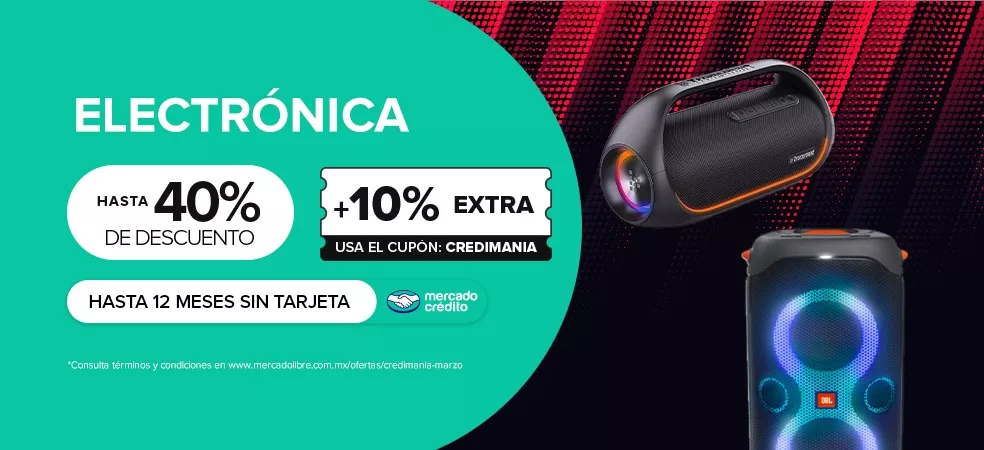 ELECTRÓNICA
HASTA 40%
DE DESCUENTO
+10% EXTRA
USA EL CUPÓN: CREDIMANIA
HASTA 12 MESES SIN TARJETA
mercado
crédito
*Consulta términos y condiciones en www.mercadolibre.com.mx/ofertas/credimania-marzo
Tronsmart
JBL